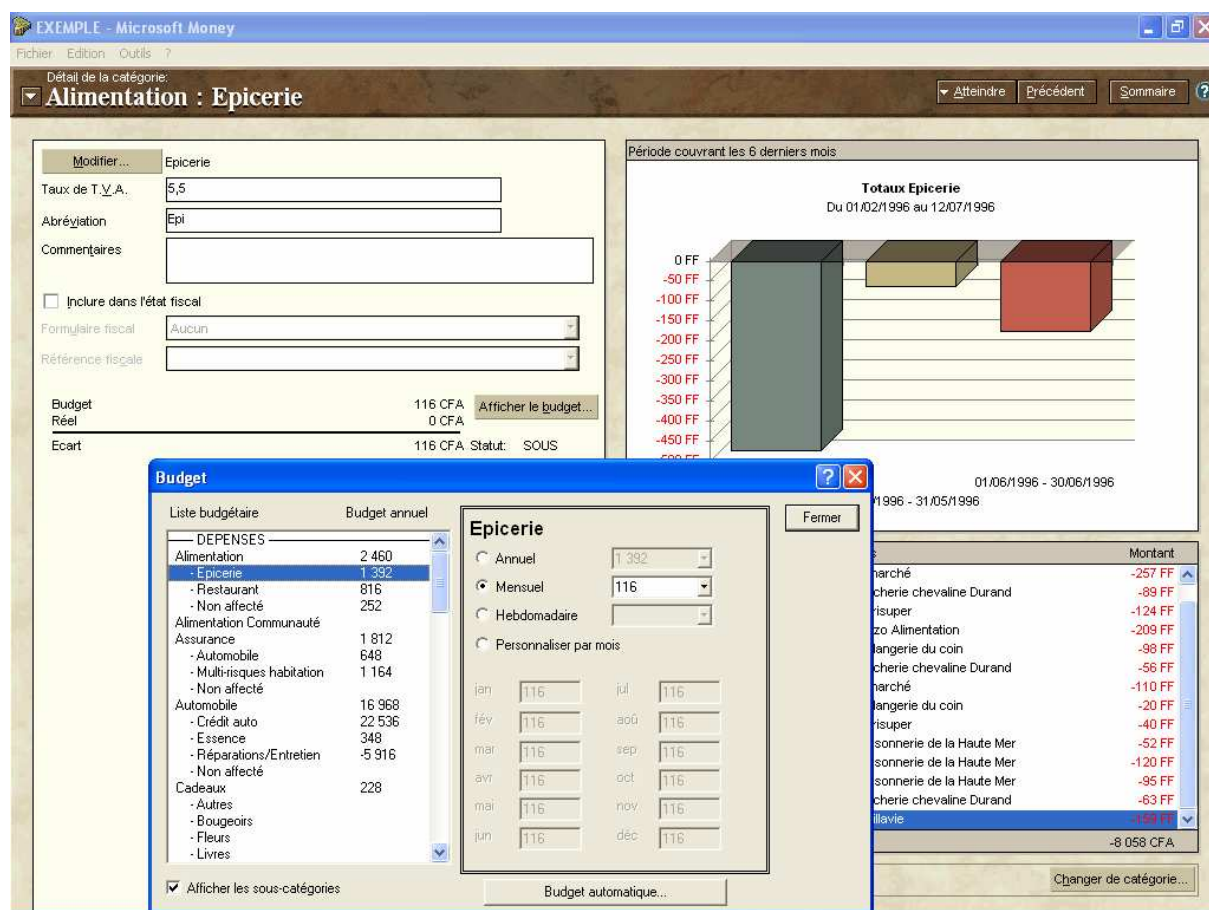 EXEMPLE - Microsoft Money
Fichier Edition Outils ?
Détail de la catégorie:
Alimentation : Epicerie
Atteindre Précédent Sommaire ?
Modifier... Epicerie
Taux de T.V.A. 5,5
Abréviation Epi
Commentaires
Inclure dans l'état fiscal
Formulaire fiscal Aucun
Référence fiscale
Budget 116 CFA Afficher le budget...
Réel 0 CFA
Ecart 116 CFA Statut: SOUS
Période couvrant les 6 derniers mois
Totaux Epicerie
Du 01/02/1996 au 12/07/1996
0 FF
-50 FF
-100 FF
-150 FF
-200 FF
-250 FF
-300 FF
-350 FF
-400 FF
-450 FF
01/06/1996 - 30/06/1996
/1996 - 31/05/1996
Montant
arché -257 FF
cherie chevaline Durand -89 FF
isuper -124 FF
zo Alimentation -209 FF
langerie du coin -98 FF
cherie chevaline Durand -56 FF
arché -110 FF
langerie du coin -20 FF
isuper -40 FF
sonnerie de la Haute Mer -52 FF
sonnerie de la Haute Mer -120 FF
sonnerie de la Haute Mer -95 FF
cherie chevaline Durand -63 FF
illavie -159 FF
-8 058 CFA
Changer de catégorie...
Budget
Liste budgétaire Budget annuel
DEPENSES
Alimentation 2 460
- Epicerie 1 392
- Restaurant 816
- Non affecté 252
Alimentation Communauté
Assurance 1 812
- Automobile 648
- Multi-risques habitation 1 164
- Non affecté
Automobile 16 968
- Crédit auto 22 536
- Essence 348
- Réparations/Entretien -5 916
- Non affecté
Cadeaux 228
- Autres
- Bougeoirs
- Fleurs
- Livres
Afficher les sous-catégories
Epicerie
Annuel 1 392
Mensuel 116
Hebdomadaire
Personnaliser par mois
jan 116 jul 116
fév 116 aoû 116
mar 116 sep 116
avr 116 oct 116
mai 116 nov 116
jun 116 déc 116
Budget automatique...
Fermer